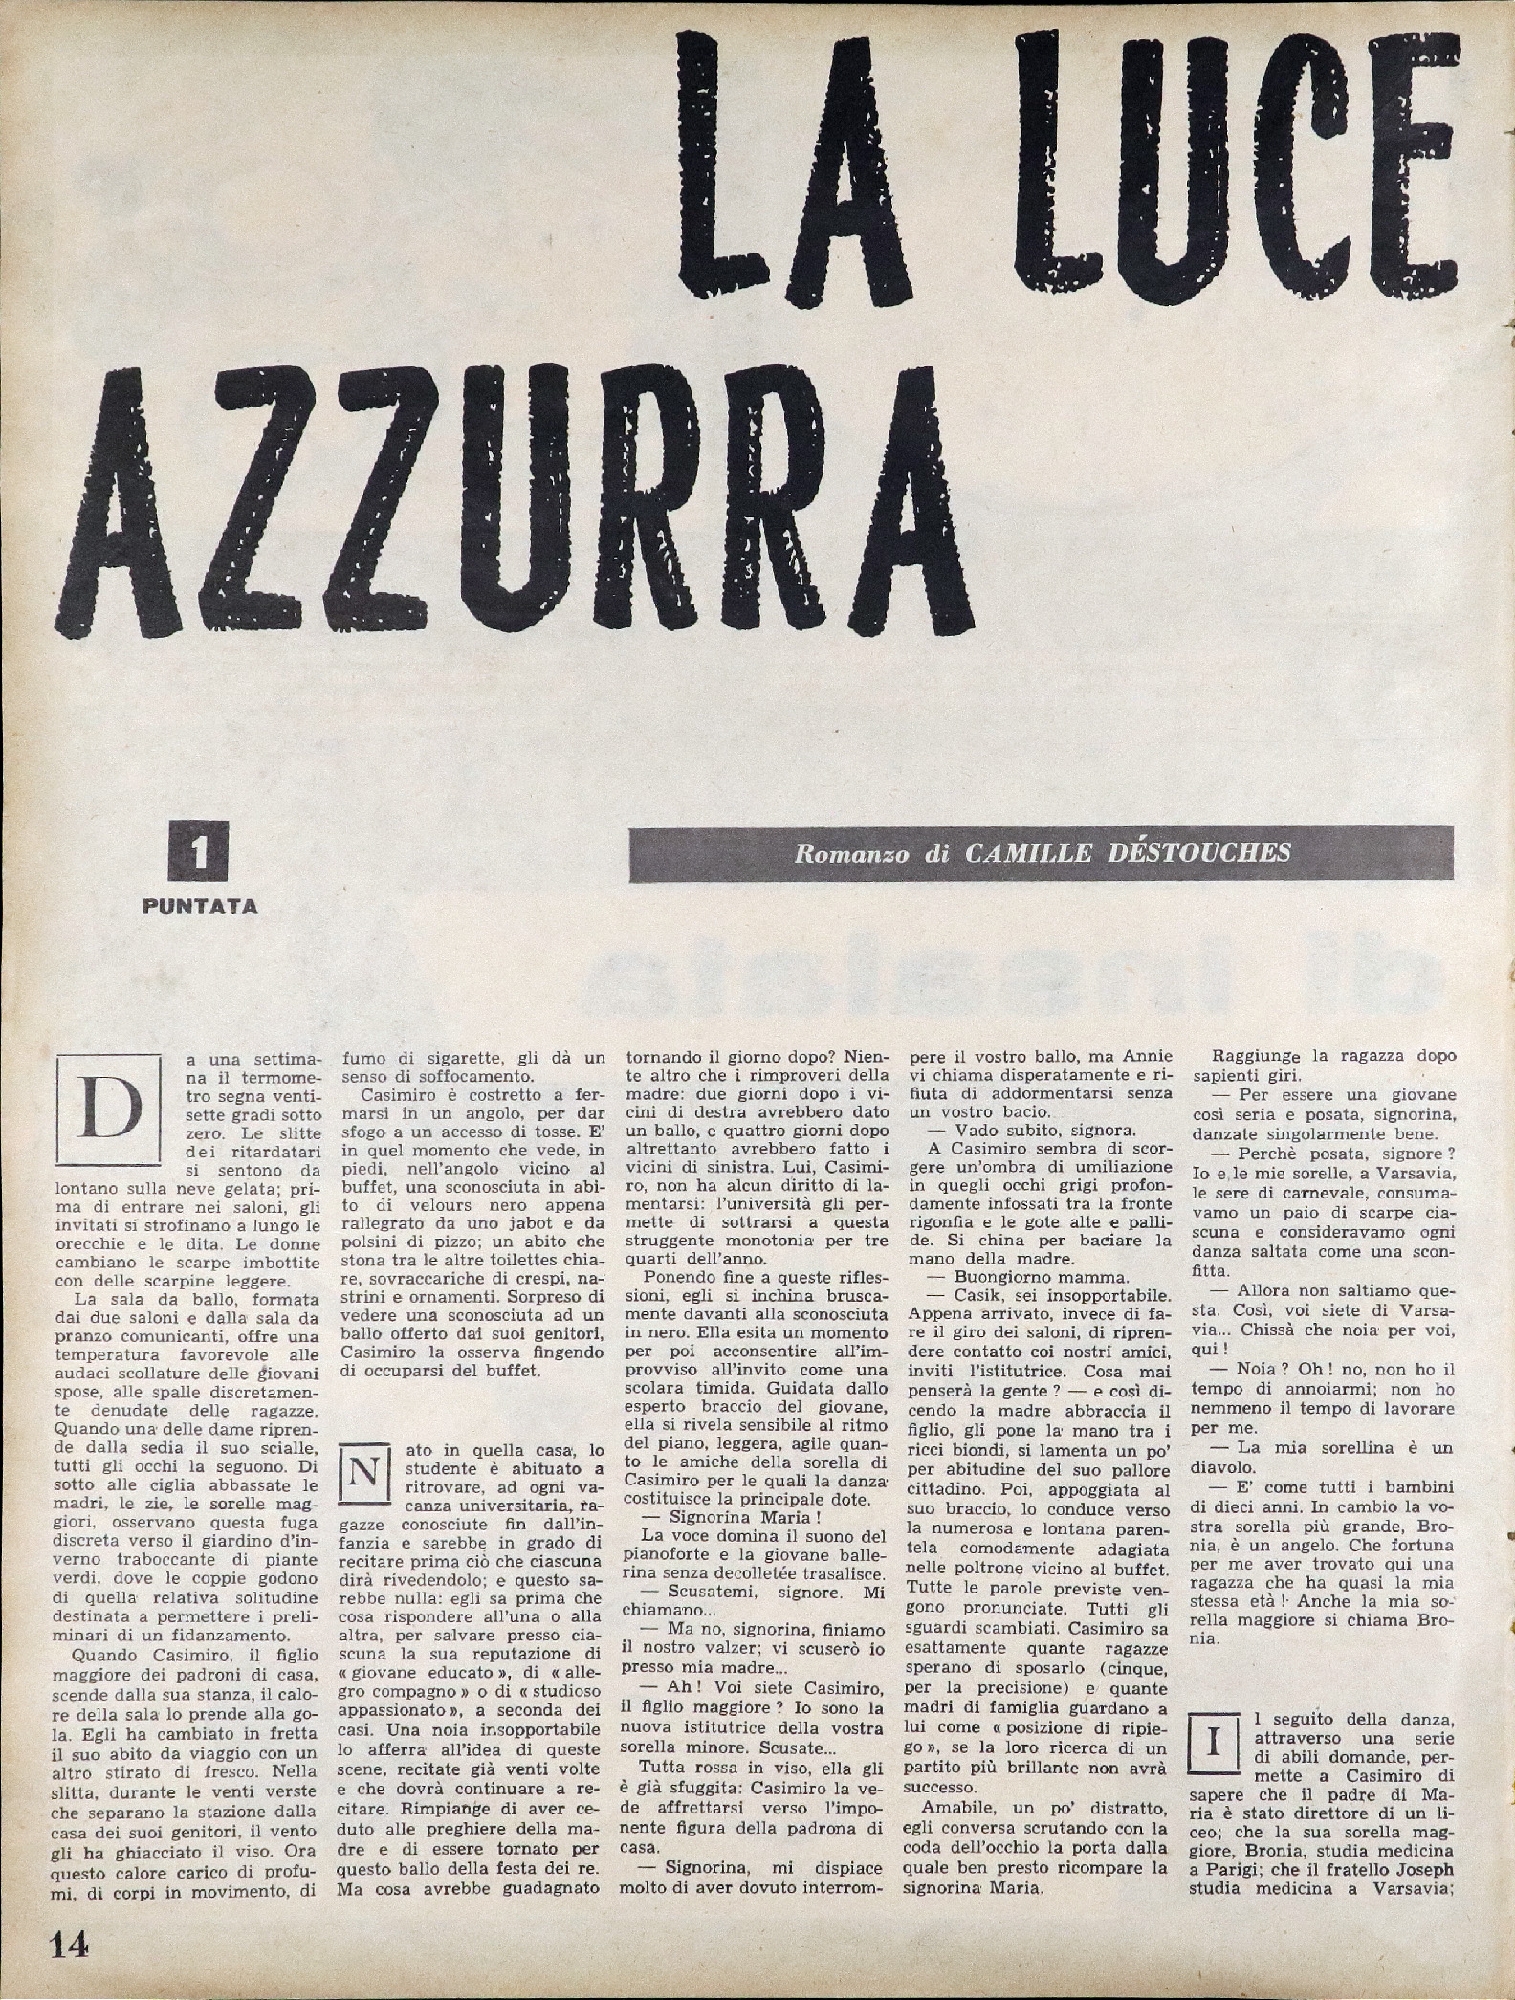 LA LUCE
AZZURRA
1
PUNTATA
Romanzo di CAMILLE DÉSTOUCHES
Da una settima-
na il termome-
tro segna venti-
sette gradi sotto
zero. Le slitte
dei ritardatari
si sentono da
lontano sulla neve gelata; pri-
ma di entrare nei saloni, gli
invitati si strofinano a lungo le
orecchie e le dita. Le donne
cambiano le scarpe imbottite
con delle scarpine leggere.
La sala da ballo, formata
dai due saloni e dalla sala da
pranzo comunicanti, offre una
temperatura favorevole alle
audaci scollature delle giovani
spose, alle spalle discretamen-
te denudate delle ragazze.
Quando una delle dame ripren-
de dalla sedia il suo scialle,
tutti gli occhi la seguono. Di
sotto alle ciglia abbassate le
madri, le zie, le sorelle mag-
giori, osservano questa fuga
discreta verso il giardino d'in-
verno traboccante di piante
verdi, dove le coppie godono
di quella relativa solitudine
destinata a permettere i preli-
minari di un fidanzamento.
Quando Casimiro, il figlio
maggiore dei padroni di casa,
scende dalla sua stanza, il calo-
re della sala lo prende alla go-
la. Egli ha cambiato in fretta
il suo abito da viaggio con un
altro stirato di fresco. Nella
slitta, durante le venti verste
che separano la stazione dalla
casa dei suoi genitori, il vento
gli ha ghiacciato il viso. Ora
questo calore carico di profu-
mi, di corpi in movimento, di
fumo di sigarette, gli dà un
senso di soffocamento.
Casimiro è costretto a fer-
marsi in un angolo, per dar
sfogo a un accesso di tosse. E'
in quel momento che vede, in
piedi, nell'angolo vicino al
buffet, una sconosciuta in abi-
to di velours nero appena
rallegrato da uno jabot e da
polsini di pizzo; un abito che
stona tra le altre toilettes chia-
re, sovraccariche di crespi, na-
strini e ornamenti. Sorpreso di
vedere una sconosciuta ad un
ballo offerto dai suoi genitori,
Casimiro la osserva fingendo
di occuparsi del buffet.
Nato in quella casa, lo
studente è abituato a
ritrovare, ad ogni va-
canza universitaria, ra-
gazze conosciute fin dall'in-
fanzia e sarebbe in grado di
recitare prima ciò che ciascuna
dirà rivedendolo; e questo sa-
rebbe nulla: egli sa prima che
cosa rispondere all'una o alla
altra, per salvare presso cia-
scuna la sua reputazione di
« giovane educato », di « alle-
gro compagno » o di « studioso
appassionato », a seconda dei
casi. Una noia insopportabile
lo afferra all'idea di queste
scene, recitate già venti volte
e che dovrà continuare a re-
citare. Rimpiange di aver ce-
duto alle preghiere della ma-
dre e di essere tornato per
questo ballo della festa dei re.
Ma cosa avrebbe guadagnato
tornando il giorno dopo? Nien-
te altro che i rimproveri della
madre: due giorni dopo i vi-
cini di destra avrebbero dato
un ballo, e quattro giorni dopo
altrettanto avrebbero fatto i
vicini di sinistra. Lui, Casimi-
ro, non ha alcun diritto di la-
mentarsi: l'università gli per-
mette di sottrarsi a questa
struggente monotonia per tre
quarti dell'anno.
Ponendo fine a queste rifles-
sioni, egli si inchina brusca-
mente davanti alla sconosciuta
in nero. Ella esita un momento
per poi acconsentire all'im-
provviso all'invito come una
scolara timida. Guidata dallo
esperto braccio del giovane,
ella si rivela sensibile al ritmo
del piano, leggera, agile quan-
to le amiche della sorella di
Casimiro per le quali la danza
costituisce la principale dote.
— Signorina Maria !
La voce domina il suono del
pianoforte e la giovane balle-
rina senza decolletée trasalisce.
— Scusatemi, signore. Mi
chiamano...
— Ma no, signorina, finiamo
il nostro valzer; vi scuserò io
presso mia madre...
— Ah! Voi siete Casimiro,
il figlio maggiore ? Io sono la
nuova istitutrice della vostra
sorella minore. Scusate...
Tutta rossa in viso, ella gli
è già sfuggita: Casimiro la ve-
de affrettarsi verso l'impo-
nente figura della padrona di
casa.
— Signorina, mi dispiace
molto di aver dovuto interrom-
pere il vostro ballo, ma Annie
vi chiama disperatamente e ri-
fiuta di addormentarsi senza
un vostro bacio.
— Vado subito, signora.
A Casimiro sembra di scor-
gere un'ombra di umiliazione
in quegli occhi grigi profon-
damente infossati tra la fronte
rigonfia e le gote alte e palli-
de. Si china per baciare la
mano della madre.
— Buongiorno mamma.
— Casik, sei insopportabile.
Appena arrivato, invece di fa-
re il giro dei saloni, di ripren-
dere contatto coi nostri amici,
inviti l'istitutrice. Cosa mai
penserà la gente ? — e così di-
cendo la madre abbraccia il
figlio, gli pone la mano tra i
ricci biondi, si lamenta un po'
per abitudine del suo pallore
cittadino. Poi, appoggiata al
suo braccio, lo conduce verso
la numerosa e lontana paren-
tela comodamente adagiata
nelle poltrone vicino al buffet.
Tutte le parole previste ven-
gono pronunciate. Tutti gli
sguardi scambiati. Casimiro sa
esattamente quante ragazze
sperano di sposarlo (cinque,
per la precisione) e quante
madri di famiglia guardano a
lui come « posizione di ripie-
go », se la loro ricerca di un
partito più brillante non avrà
successo.
Amabile, un po' distratto,
egli conversa scrutando con la
coda dell'occhio la porta dalla
quale ben presto ricompare la
signorina Maria.
Raggiunge la ragazza dopo
sapienti giri.
— Per essere una giovane
così seria e posata, signorina,
danzate singolarmente bene.
— Perchè posata, signore ?
Io e le mie sorelle, a Varsavia,
le sere di carnevale, consuma-
vamo un paio di scarpe cia-
scuna e consideravamo ogni
danza saltata come una scon-
fitta.
— Allora non saltiamo que-
sta. Così, voi siete di Varsa-
via... Chissà che noia per voi,
qui !
— Noia ? Oh! no, non ho il
tempo di annoiarmi; non ho
nemmeno il tempo di lavorare
per me.
— La mia sorellina è un
diavolo.
— E' come tutti i bambini
di dieci anni. In cambio la vo-
stra sorella più grande, Bro-
nia, è un angelo. Che fortuna
per me aver trovato qui una
ragazza che ha quasi la mia
stessa età ! Anche la mia so-
rella maggiore si chiama Bro-
nia.
Il seguito della danza,
attraverso una serie
di abili domande, per-
mette a Casimiro di
sapere che il padre di Ma-
ria è stato direttore di un li-
ceo; che la sua sorella mag-
giore, Bronia, studia medicina
a Parigi; che il fratello Joseph
studia medicina a Varsavia;
14